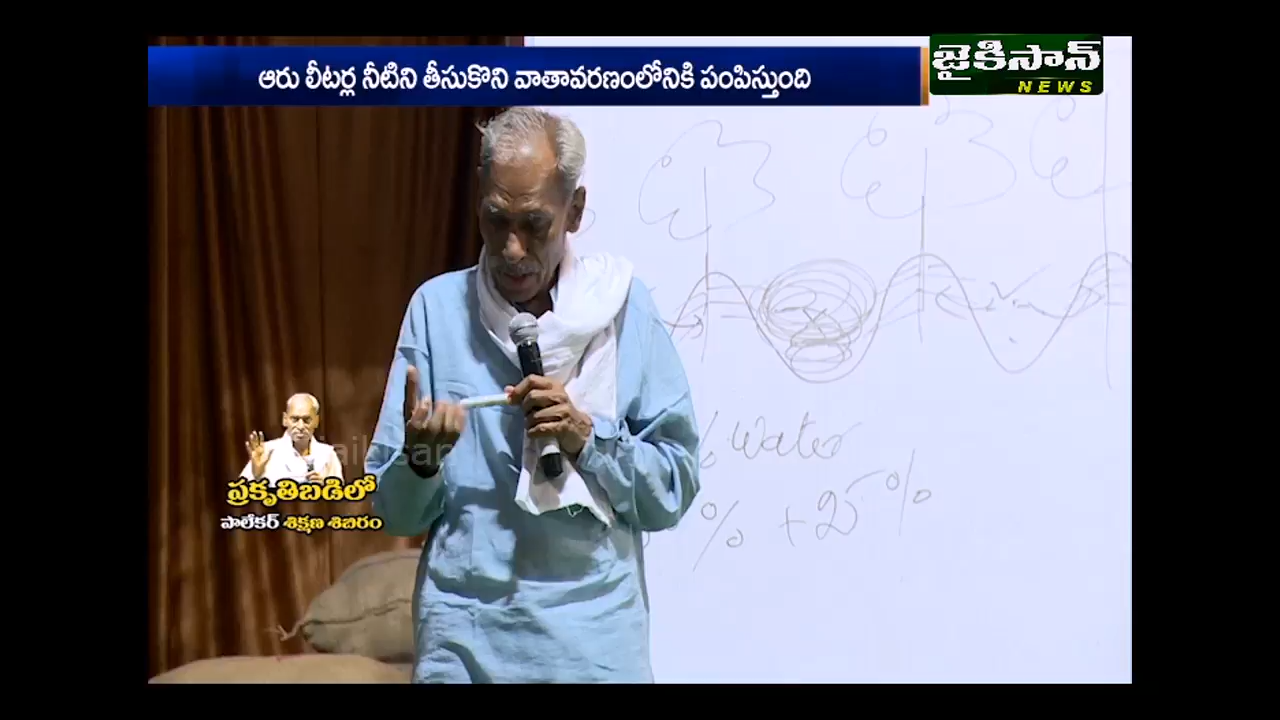 ఆరు లీటర్ల నీటిని తీసుకొని వాతావరణంలోనికి పంపిస్తుంది
జైకిసాన్
NEWS
% water
% +25%
ప్రకృతిబడిలో
పాలేకర్ శిక్షణ శిబిరం